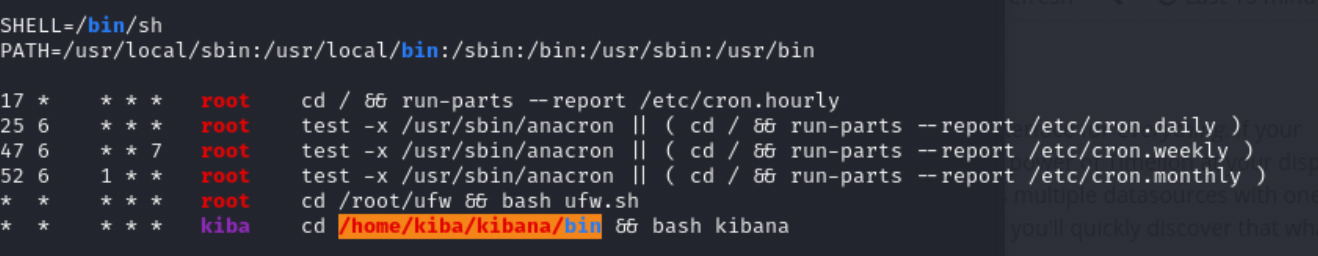 SHELL=/bin/sh
PATH=/usr/local/sbin:/usr/local/bin:/sbin:/bin:/usr/sbin:/usr/bin
17 * * * * root cd / && run-parts --report /etc/cron.hourly
25 6 * * * root test -x /usr/sbin/anacron || ( cd / && run-parts --report /etc/cron.daily )
47 6 * * 7 root test -x /usr/sbin/anacron || ( cd / && run-parts --report /etc/cron.weekly )
52 6 1 * * root test -x /usr/sbin/anacron || ( cd / && run-parts --report /etc/cron.monthly )
* * * * * root cd /root/ufw && bash ufw.sh
multiple datasources with one
* * * * * kiba cd /home/kiba/kibana/bin && bash kibana
you'll quickly discover that